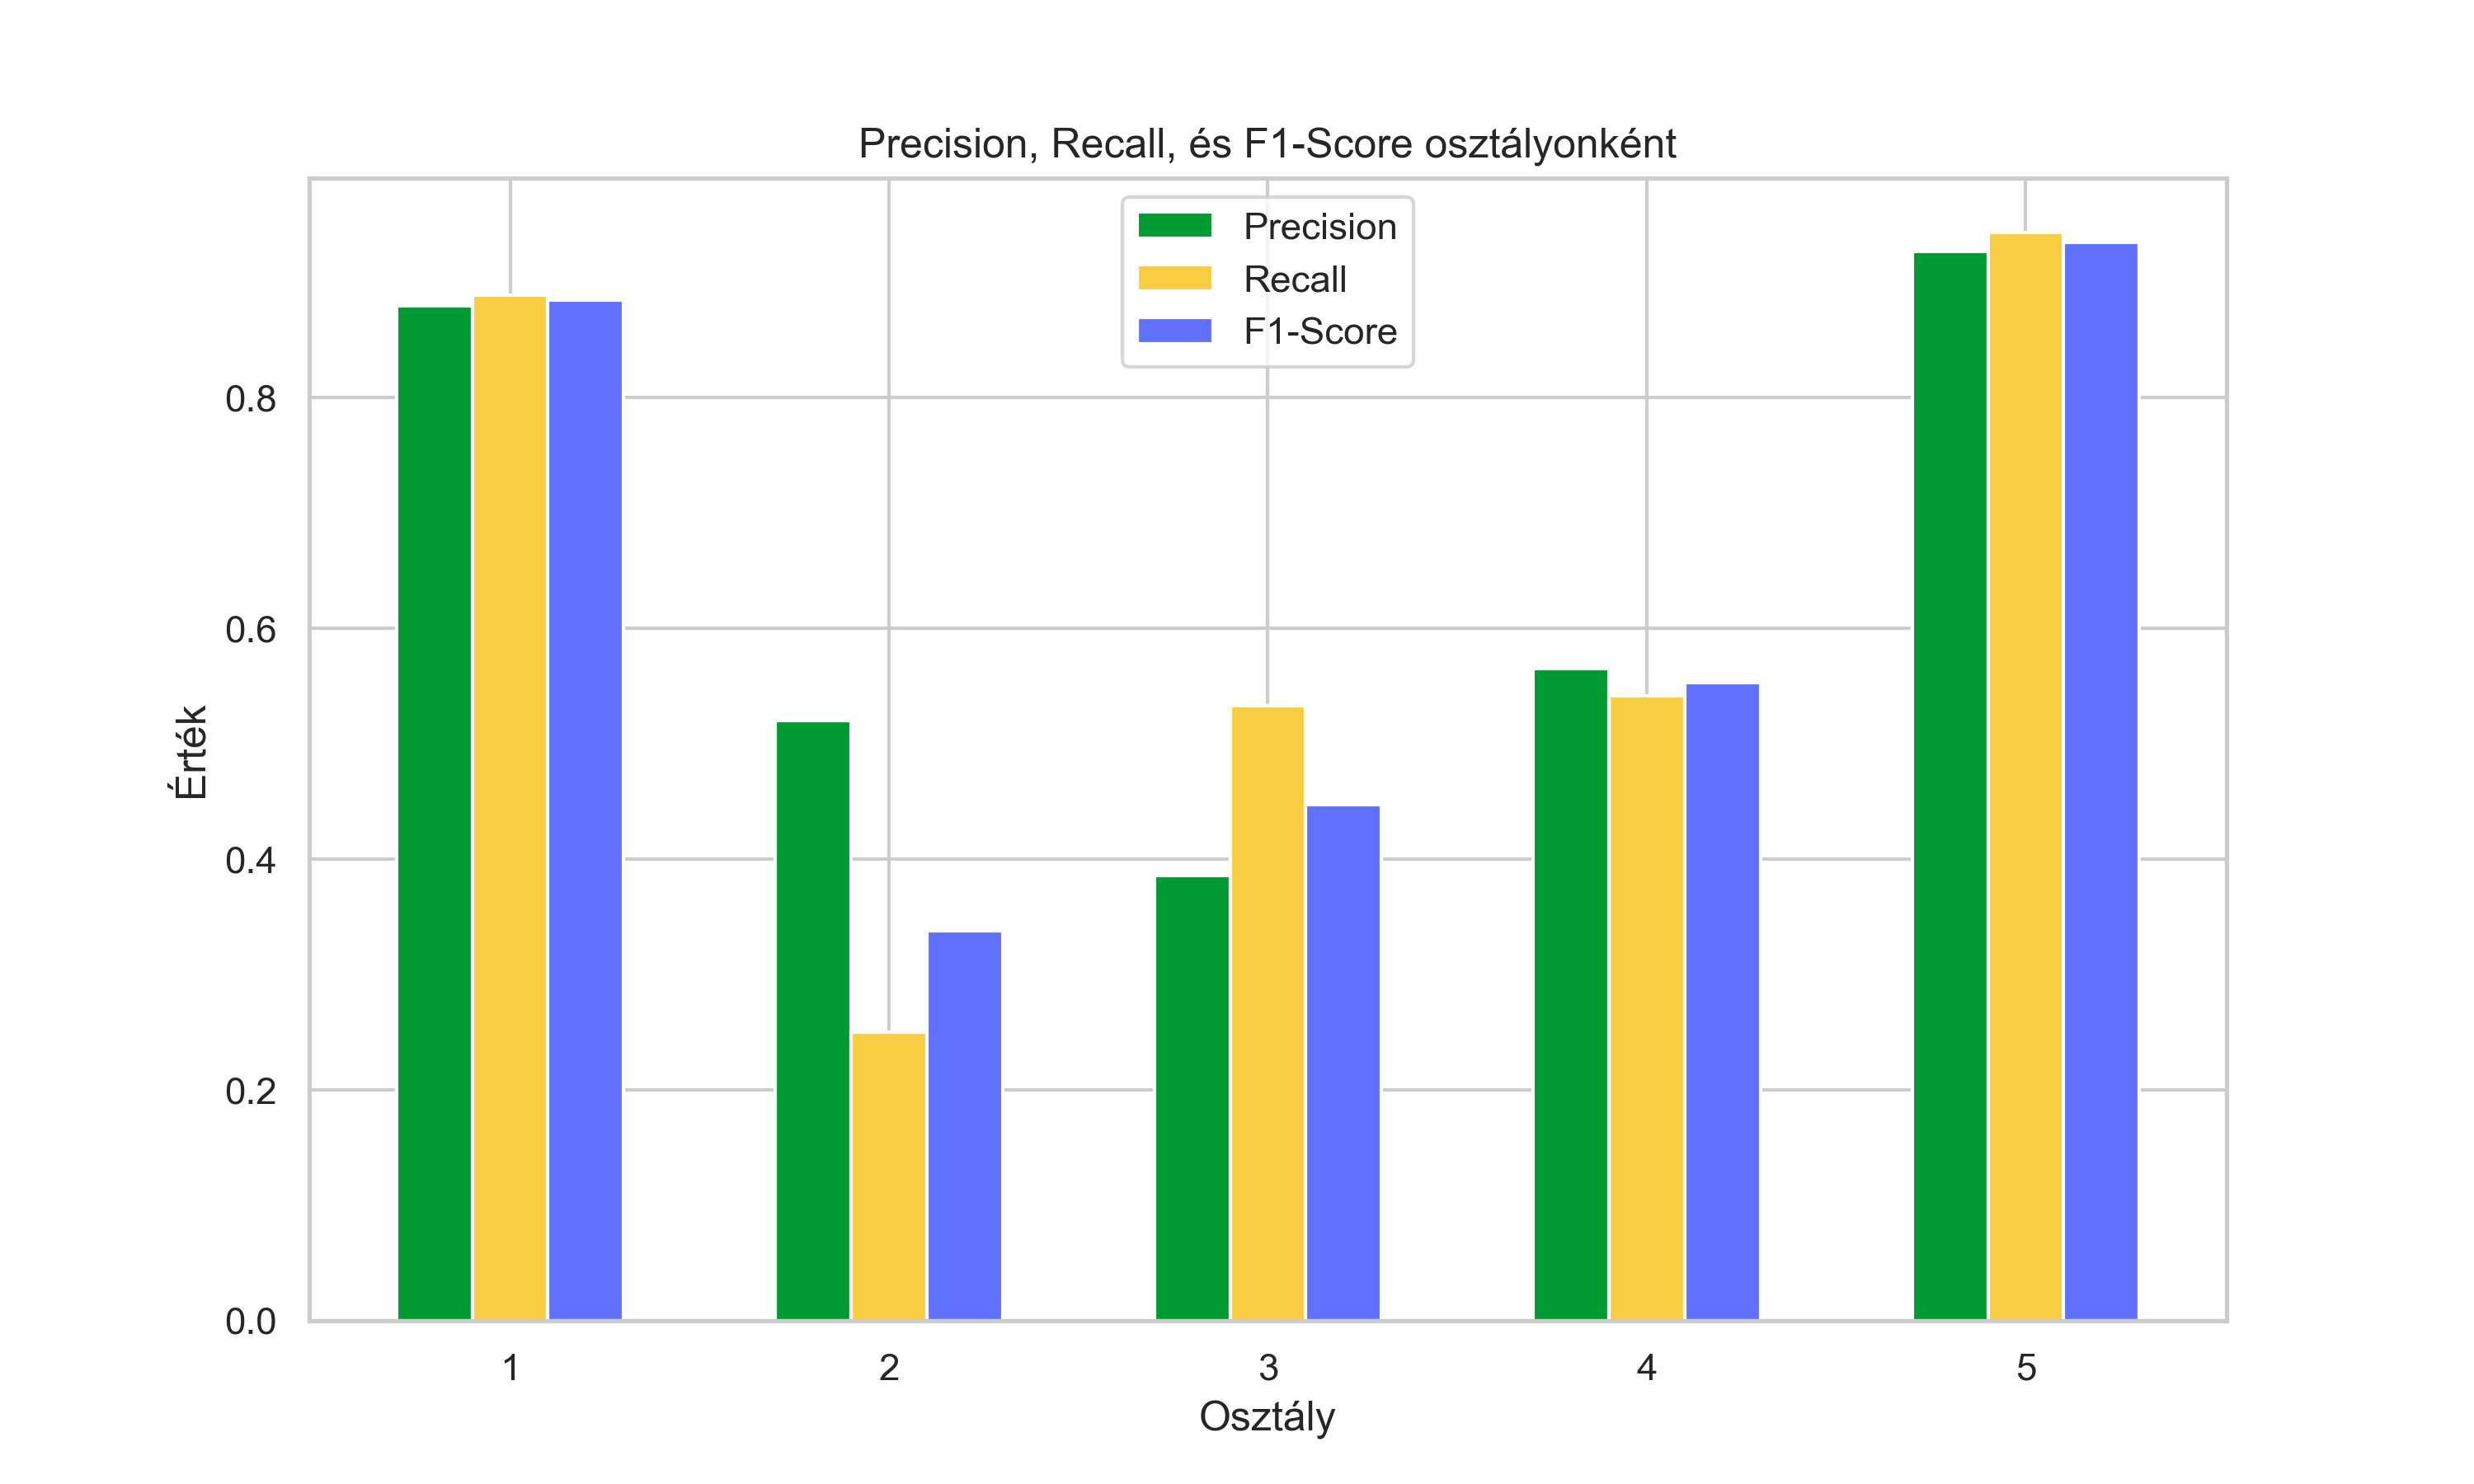 Precision, Recall, és F1-Score osztályonként
Precision
Recall
F1-Score
0.8
0.6
0.4
0.2
0.0
Érték
1 2 3 4 5
Osztály